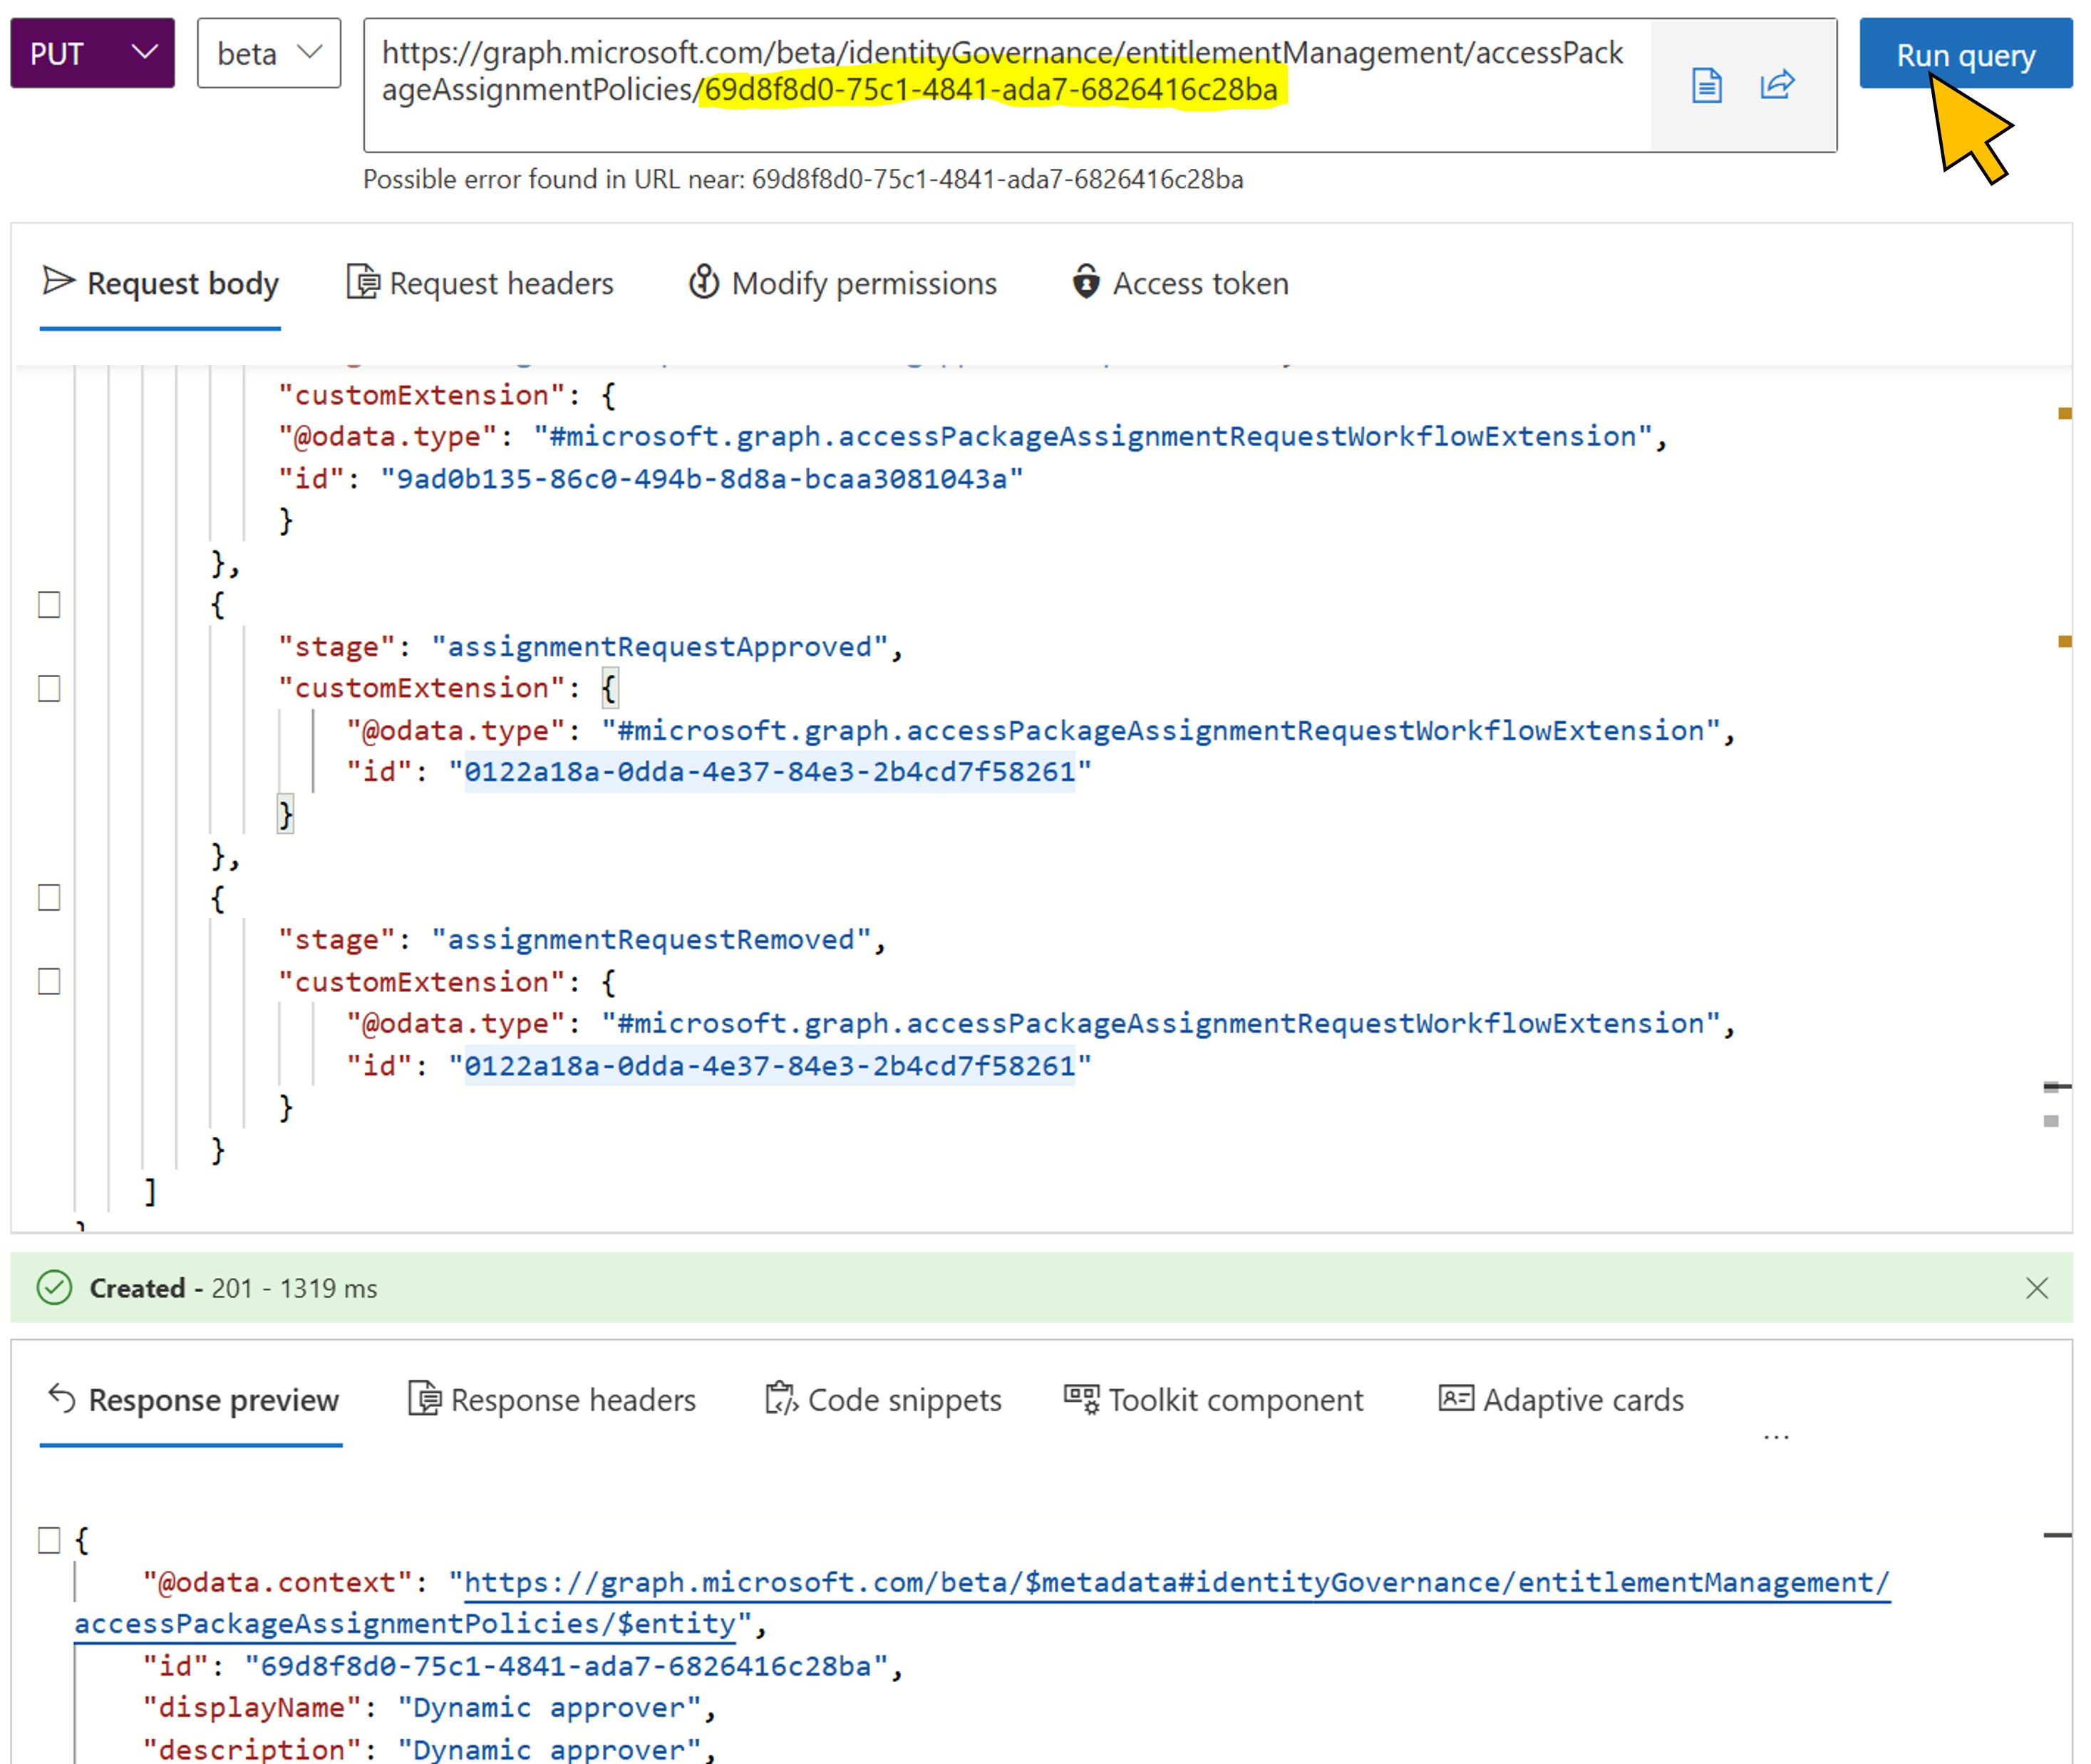 PUT
beta
https://graph.microsoft.com/beta/identityGovernance/entitlementManagement/accessPack
ageAssignmentPolicies/69d8f8d0-75c1-4841-ada7-6826416c28ba
Run query
Possible error found in URL near: 69d8f8d0-75c1-4841-ada7-6826416c28ba
Request body
Request headers
Modify permissions
Access token
"customExtension": {
"@odata.type": "#microsoft.graph.accessPackageAssignmentRequestWorkflowExtension",
"id": "9ad0b135-86c0-494b-8d8a-bcaa3081043a"
}
},
{
"stage": "assignmentRequestApproved",
"customExtension": {
"@odata.type": "#microsoft.graph.accessPackageAssignmentRequestWorkflowExtension",
"id": "0122a18a-0dda-4e37-84e3-2b4cd7f58261"
}
},
{
"stage": "assignmentRequestRemoved",
"customExtension": {
"@odata.type": "#microsoft.graph.accessPackageAssignmentRequestWorkflowExtension",
"id": "0122a18a-0dda-4e37-84e3-2b4cd7f58261"
}
}
]
}
Created - 201 - 1319 ms
Response preview
Response headers
Code snippets
Toolkit component
Adaptive cards
...
{
"@odata.context": "https://graph.microsoft.com/beta/$metadata#identityGovernance/entitlementManagement/
accessPackageAssignmentPolicies/$entity",
"id": "69d8f8d0-75c1-4841-ada7-6826416c28ba",
"displayName": "Dynamic approver",
"description": "Dynamic approver",